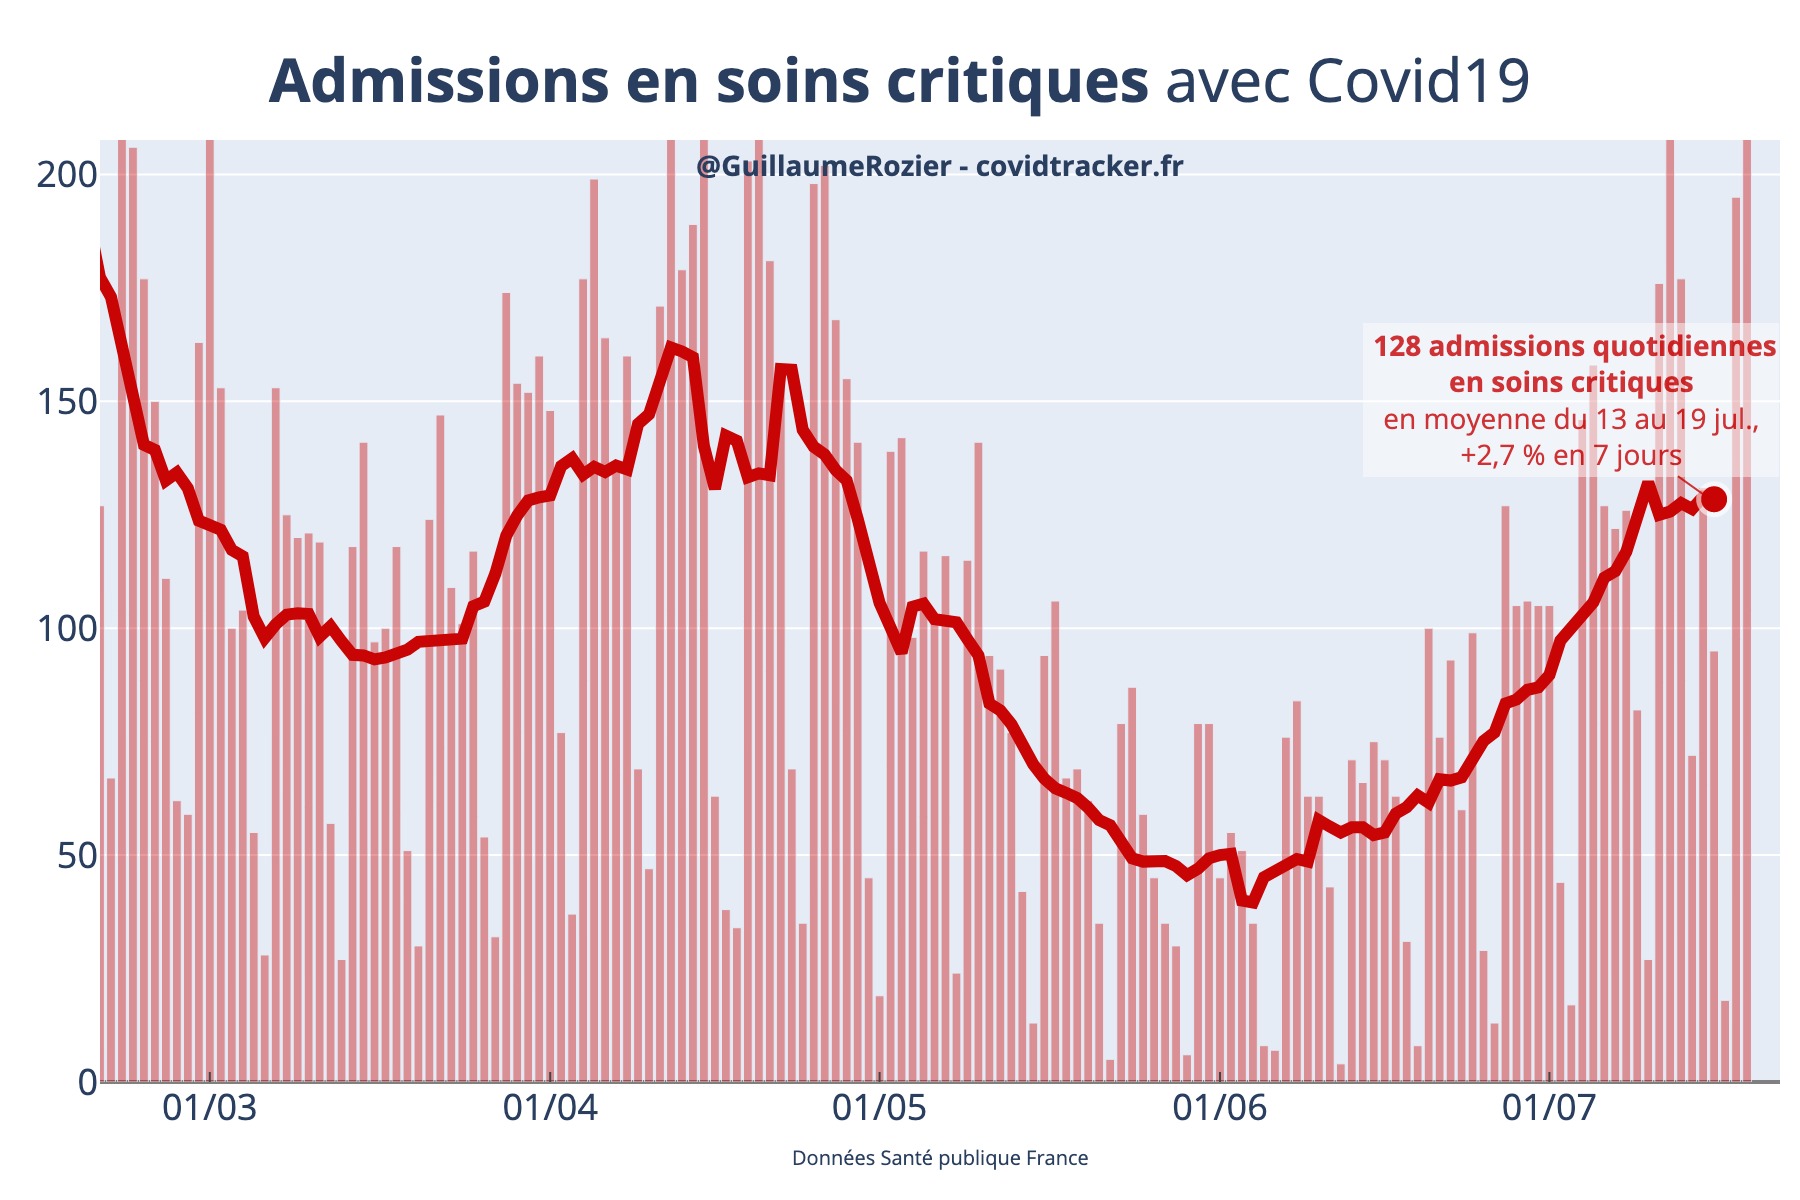 Admissions en soins critiques avec Covid19
@GuillaumeRozier - covidtracker.fr
200
150
100
50
0
128 admissions quotidiennes
en soins critiques
en moyenne du 13 au 19 jul.,
+2,7 % en 7 jours
01/03
01/04
01/05
01/06
01/07
Données Santé publique France